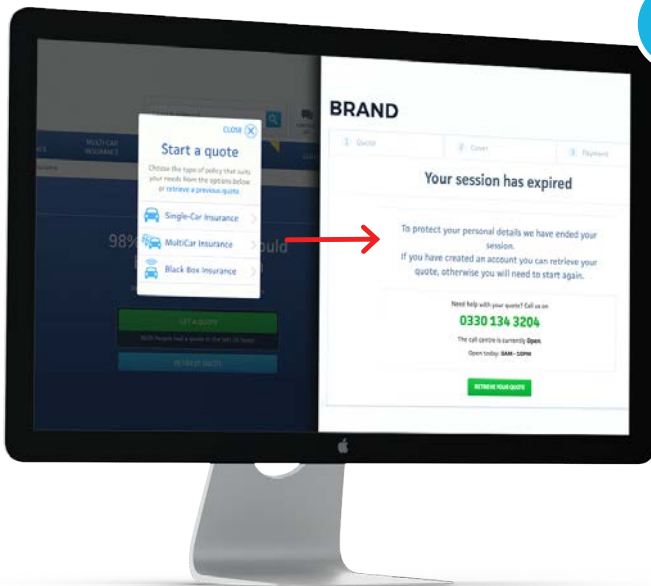 CLOSE
Start a quote
Choose the type of policy that suits
your needs from the options below
or retrieve a previous quote
Single-Car Insurance
MultiCar Insurance
Black Box Insurance
MULTI-CAR
INSURANCE
98%
uld
GET A QUOTE
RETRIEVE QUOTE
BRAND
1 Quote
2 Cover
3 Payment
Your session has expired
To protect your personal details we have ended your
session.
If you have created an account you can retrieve your
quote, otherwise you will need to start again.
Need help with your quote? Call us on
0330 134 3204
The call centre is currently Open.
Open today: 8AM - 10PM
RETRIEVE YOUR QUOTE